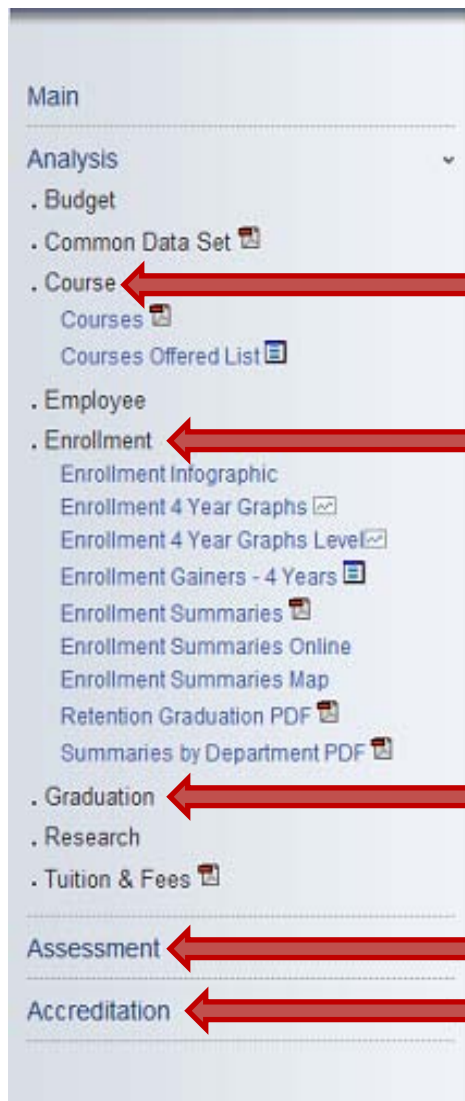 Main
Analysis
. Budget
. Common Data Set
. Course
Courses
Courses Offered List
. Employee
. Enrollment
Enrollment Infographic
Enrollment 4 Year Graphs
Enrollment 4 Year Graphs Level
Enrollment Gainers - 4 Years
Enrollment Summaries
Enrollment Summaries Online
Enrollment Summaries Map
Retention Graduation PDF
Summaries by Department PDF
. Graduation
. Research
. Tuition & Fees
Assessment
Accreditation